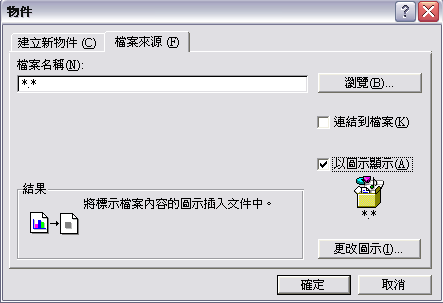 物件
建立新物件 (C) 檔案來源 (F)
檔案名稱(N):
*.*
瀏覽(B)...
連結到檔案(K)
以圖示顯示(A)
*.*
結果
將標示檔案內容的圖示插入文件中。
更改圖示(I)...
確定 取消